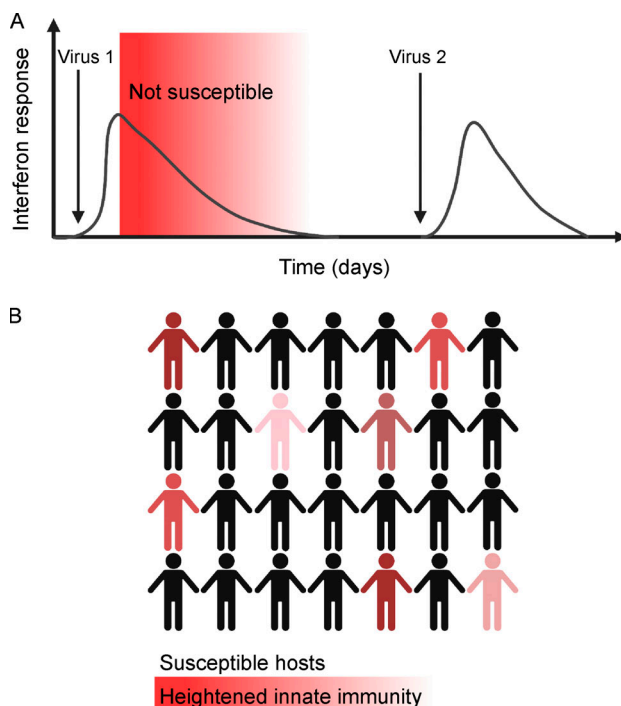 A
Virus 1
Virus 2
Not susceptible
Interferon response
Time (days)
B
Susceptible hosts
Heightened innate immunity